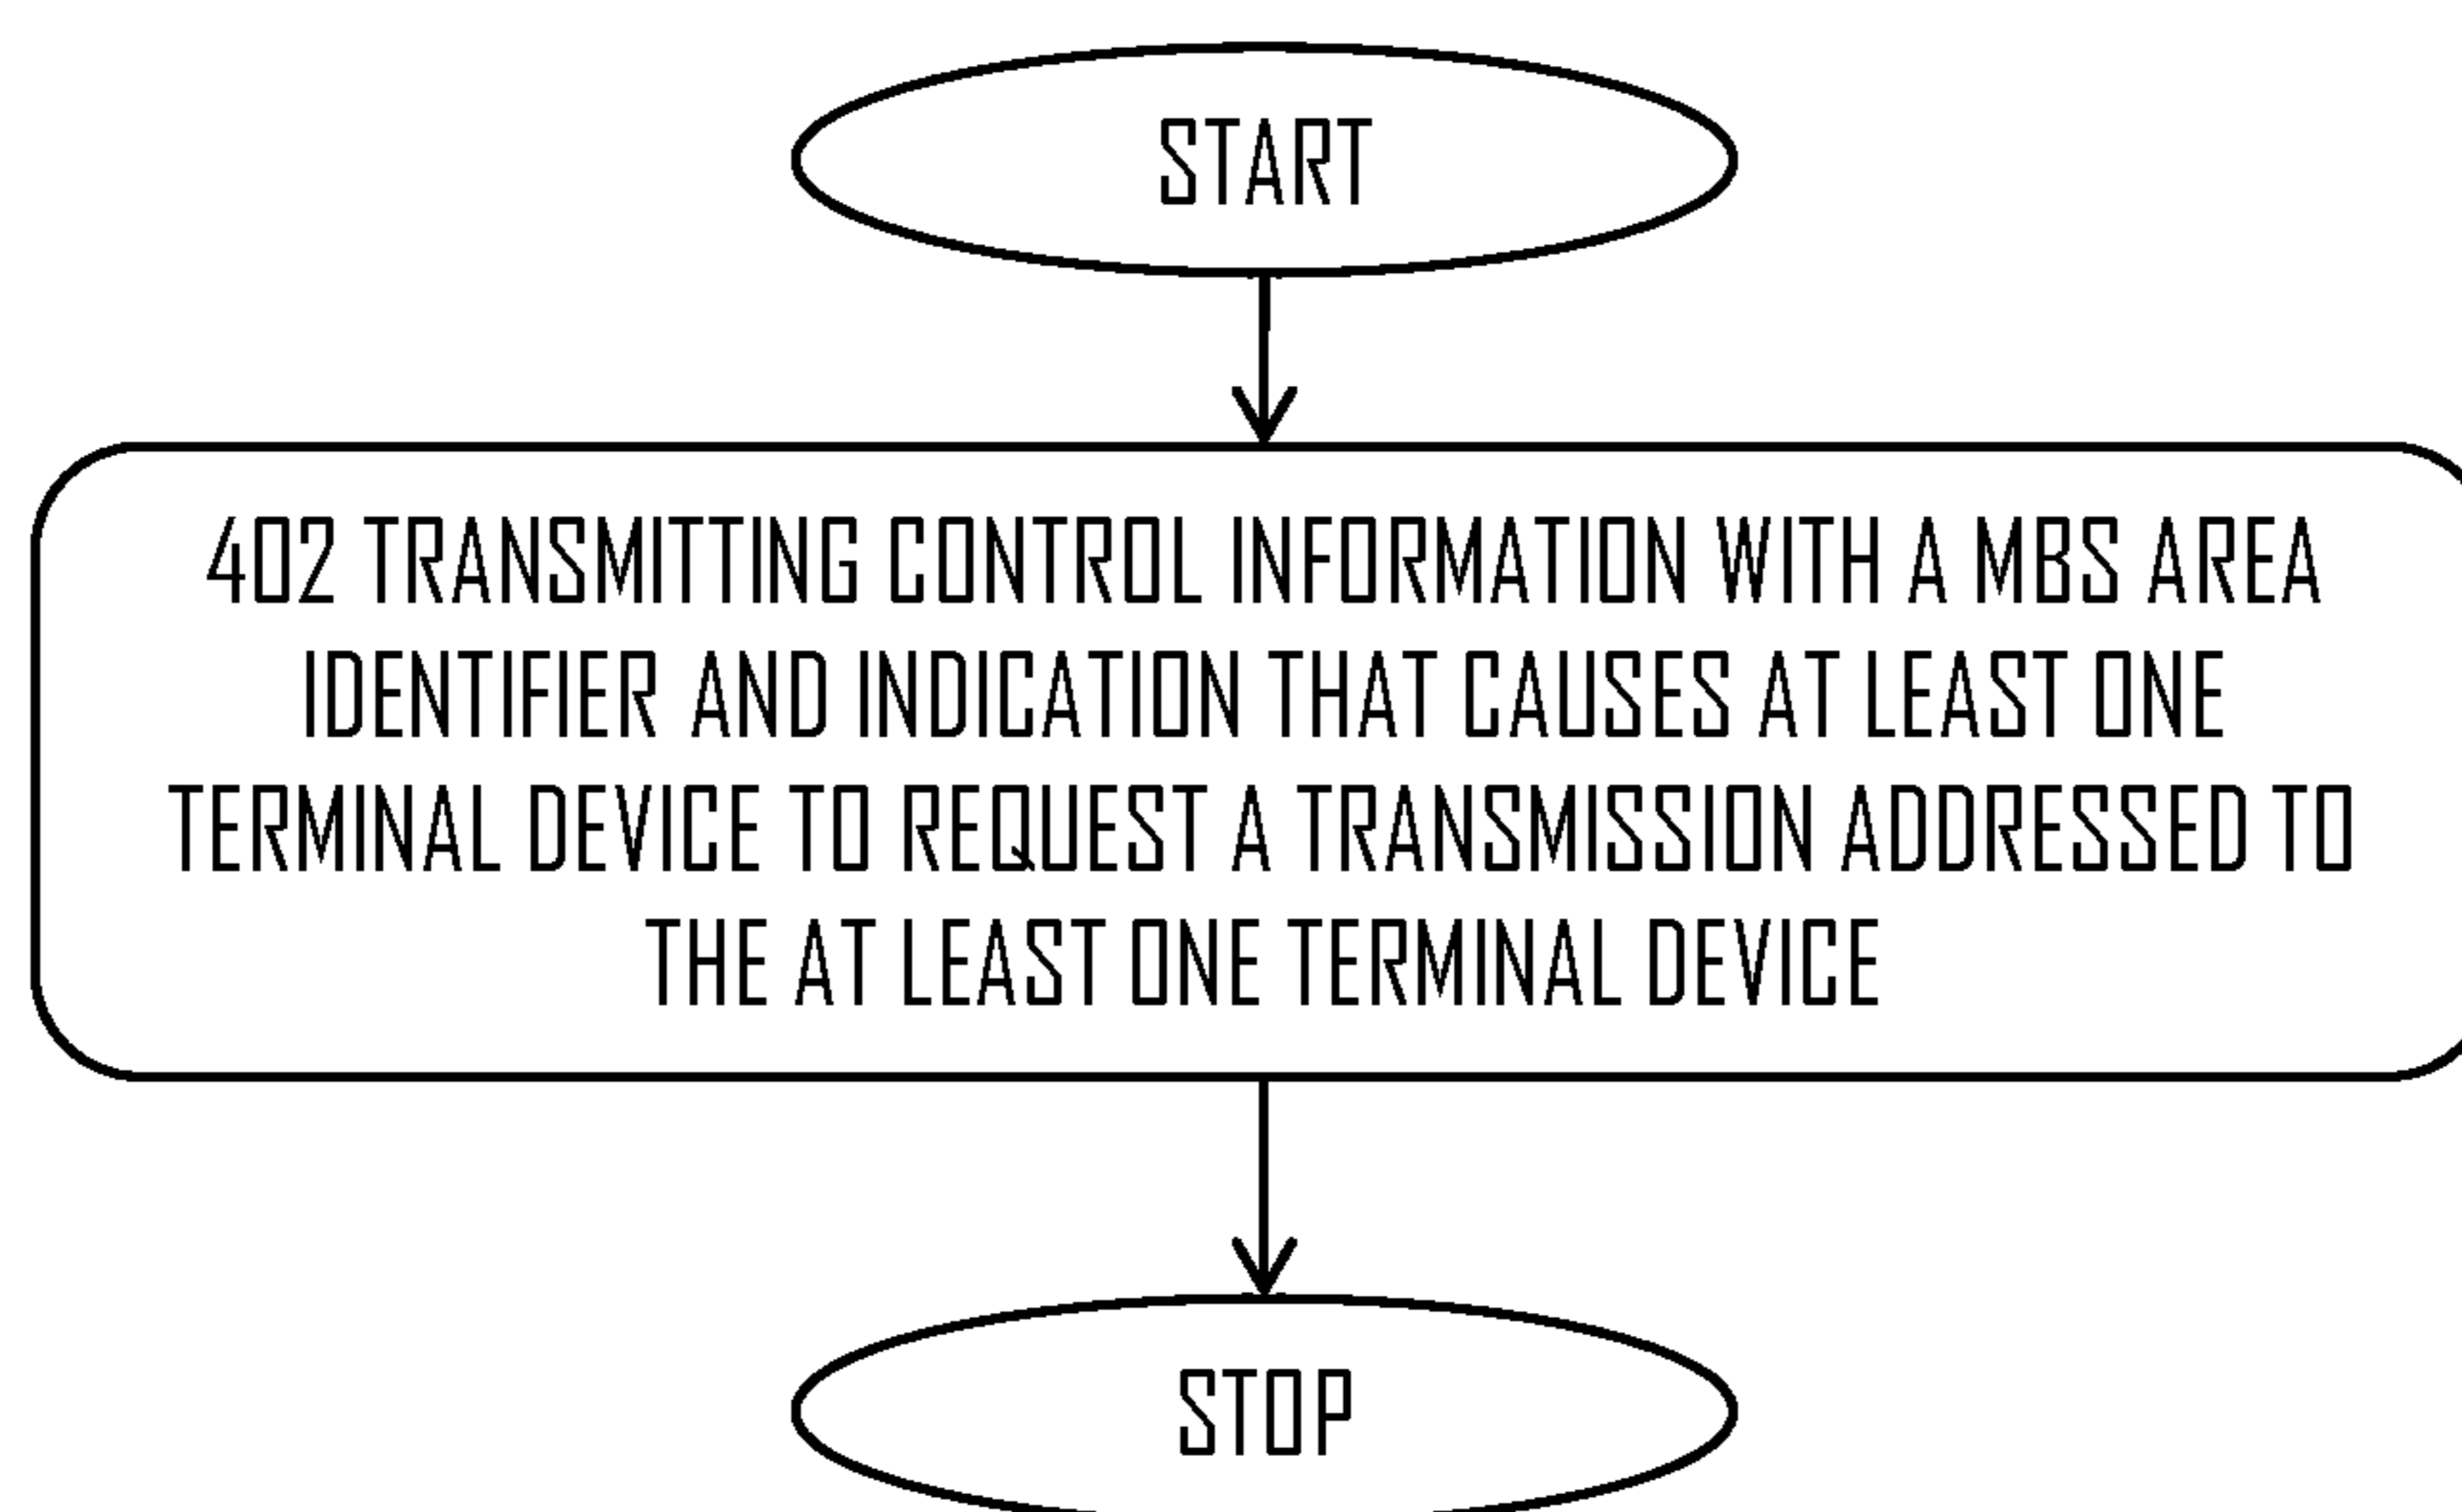 START
402 TRANSMITTING CONTROL INFORMATION WITH A MBS AREA
IDENTIFIER AND INDICATION THAT CAUSES AT LEAST ONE
TERMINAL DEVICE TO REQUEST A TRANSMISSION ADDRESSED TO
THE AT LEAST ONE TERMINAL DEVICE
STOP